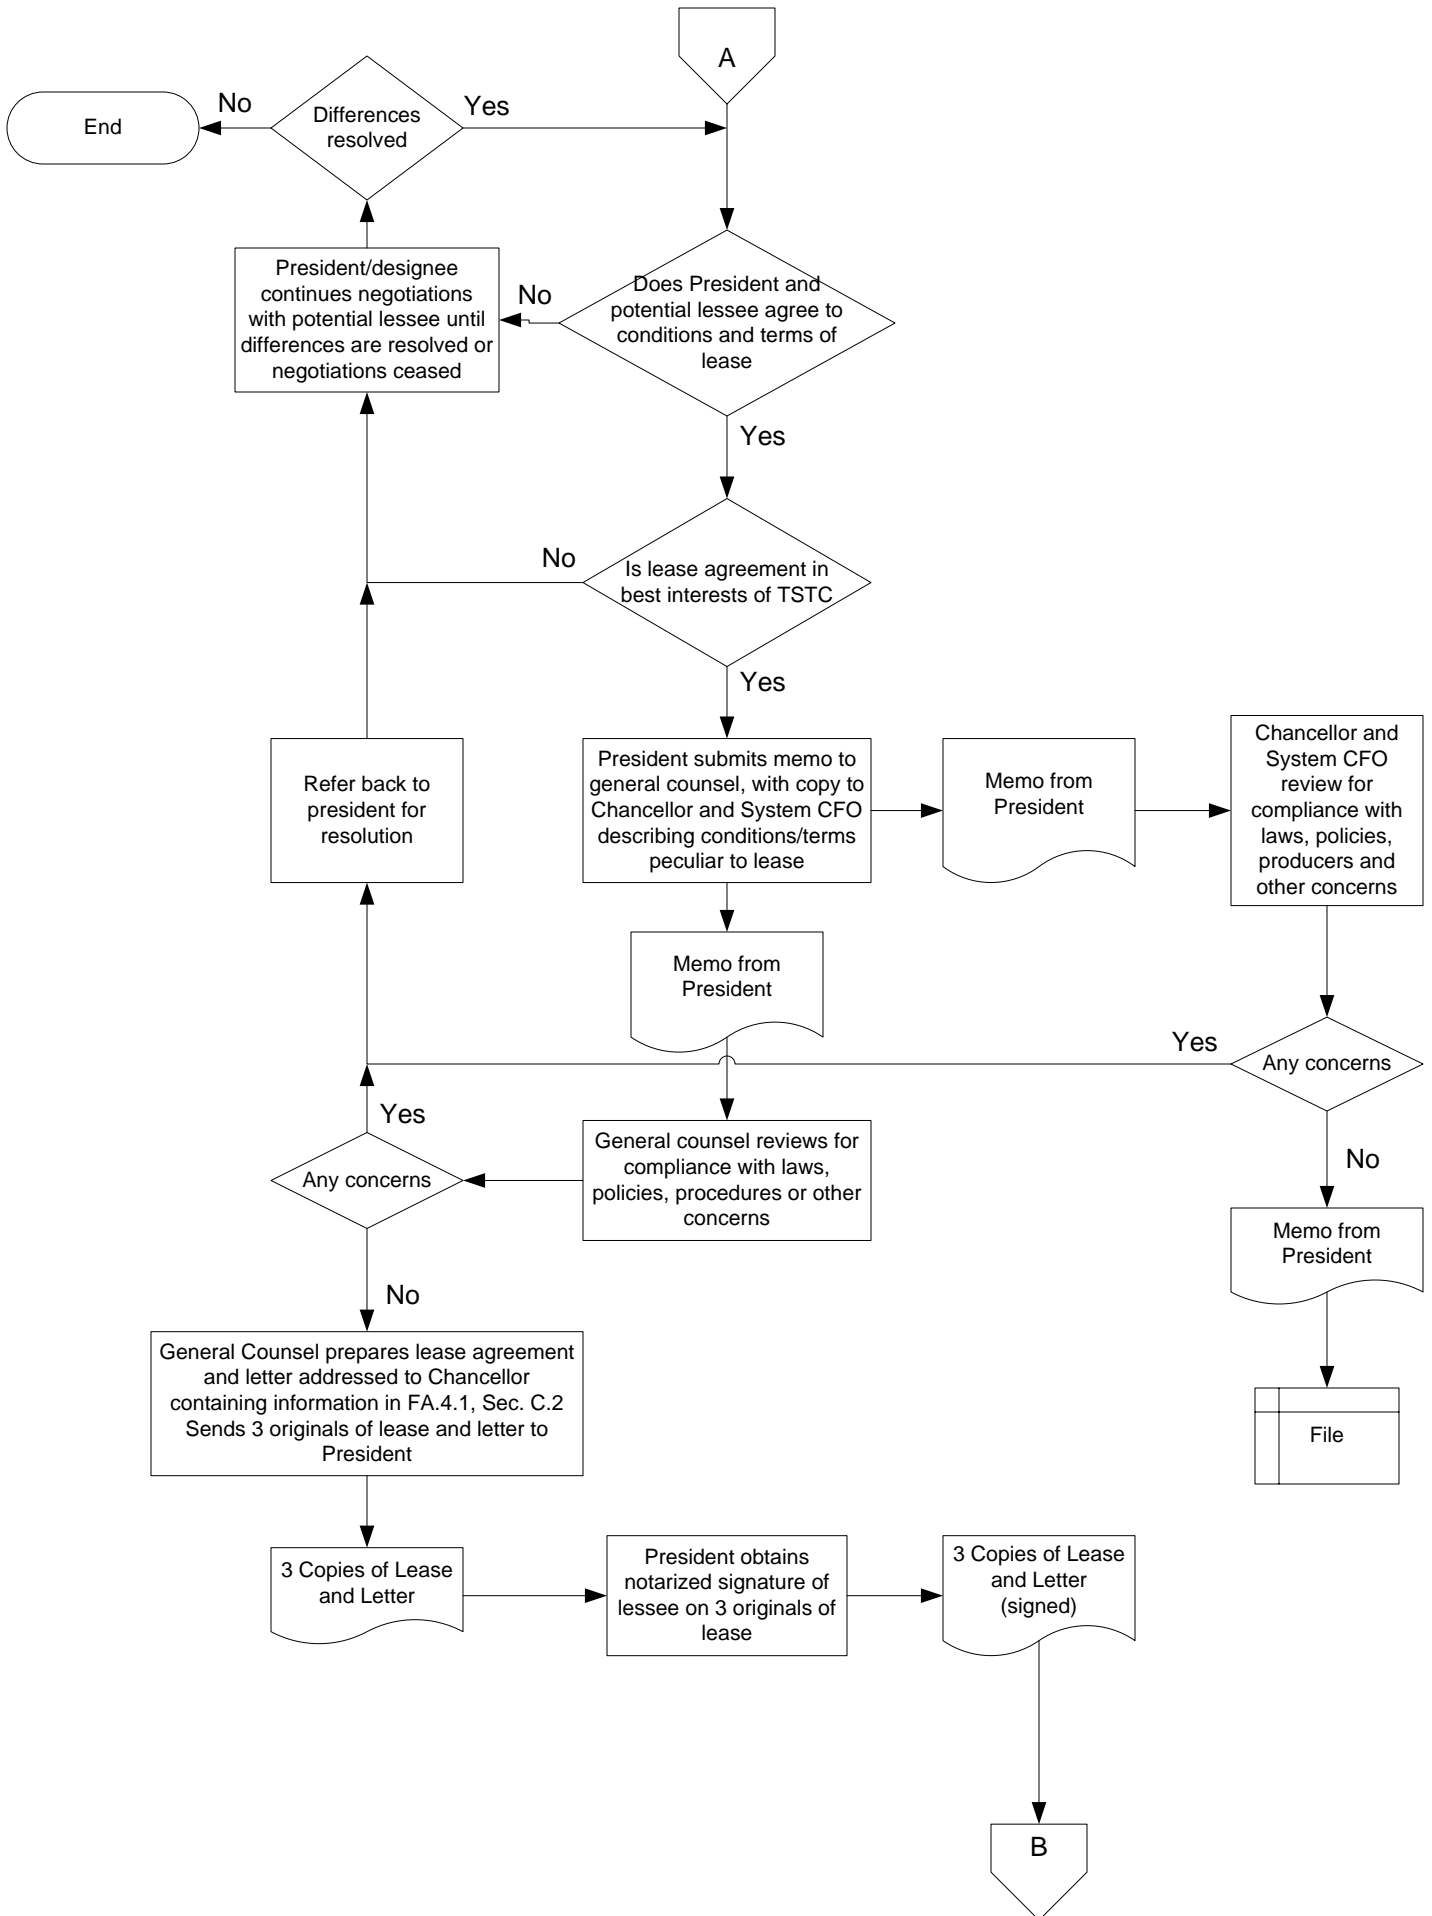 A
End
No
Differences
resolved
Yes
President/designee
continues negotiations
with potential lessee until
differences are resolved or
negotiations ceased
No
Does President and
potential lessee agree to
conditions and terms of
lease
Yes
No
Is lease agreement in
best interests of TSTC
Yes
Refer back to
president for
resolution
President submits memo to
general counsel, with copy to
Chancellor and System CFO
describing conditions/terms
peculiar to lease
Memo from
President
Chancellor and
System CFO
review for
compliance with
laws, policies,
producers and
other concerns
Memo from
President
Yes
Any concerns
Yes
Any concerns
General counsel reviews for
compliance with laws,
policies, procedures or other
concerns
No
Memo from
President
No
General Counsel prepares lease agreement
and letter addressed to Chancellor
containing information in FA.4.1, Sec. C.2
Sends 3 originals of lease and letter to
President
File
3 Copies of Lease
and Letter
President obtains
notarized signature of
lessee on 3 originals of
lease
3 Copies of Lease
and Letter
(signed)
B